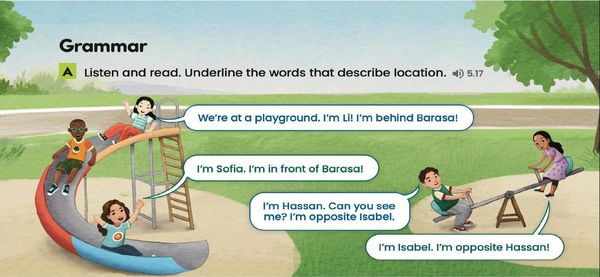 Grammar
A Listen and read. Underline the words that describe location. 5.17
We're at a playground. I'm Li! I'm behind Barasa!
I'm Sofia. I'm in front of Barasa!
I'm Hassan. Can you see
me? I'm opposite Isabel.
I'm Isabel. I'm opposite Hassan!